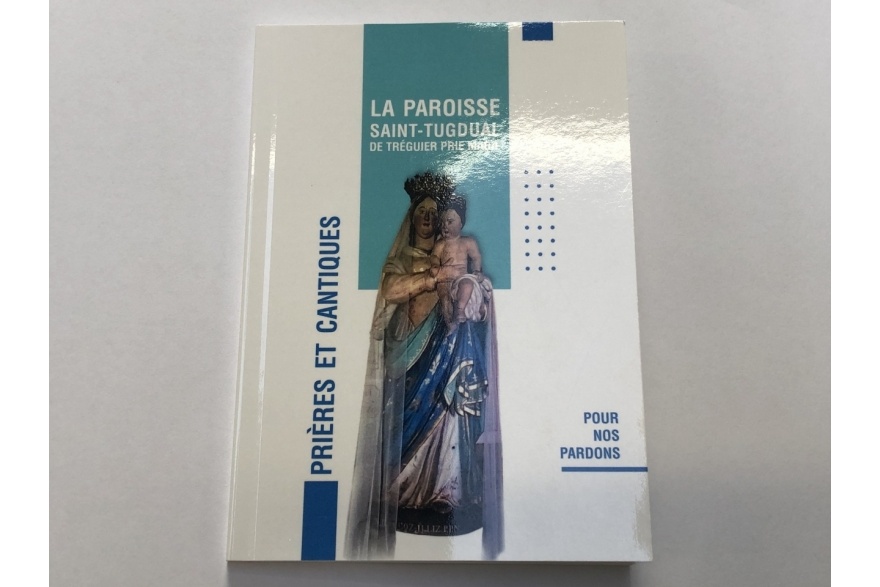 LA PAROISSE
SAINT-TUGDUAL
DE TRÉGUIER PRIE MARIE
PRIÈRES ET CANTIQUES
POUR
NOS
PARDONS